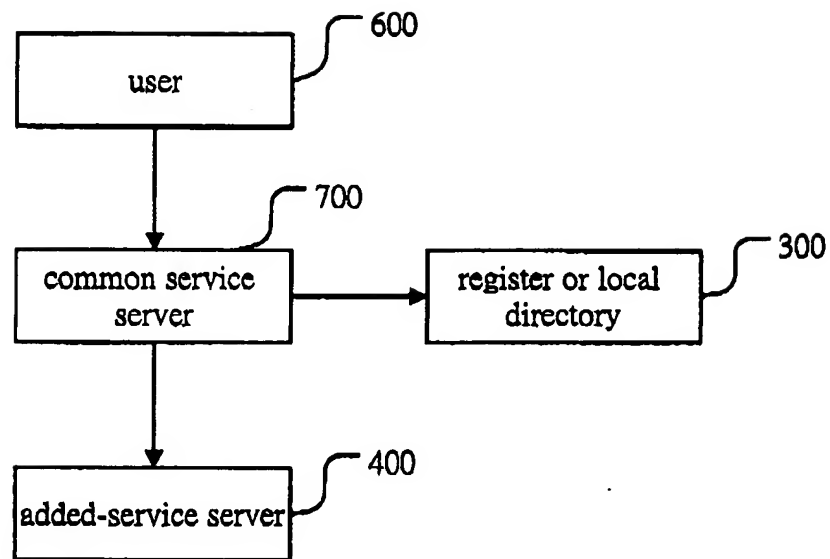 600
user
700
common service
server
300
register or local
directory
400
added-service server